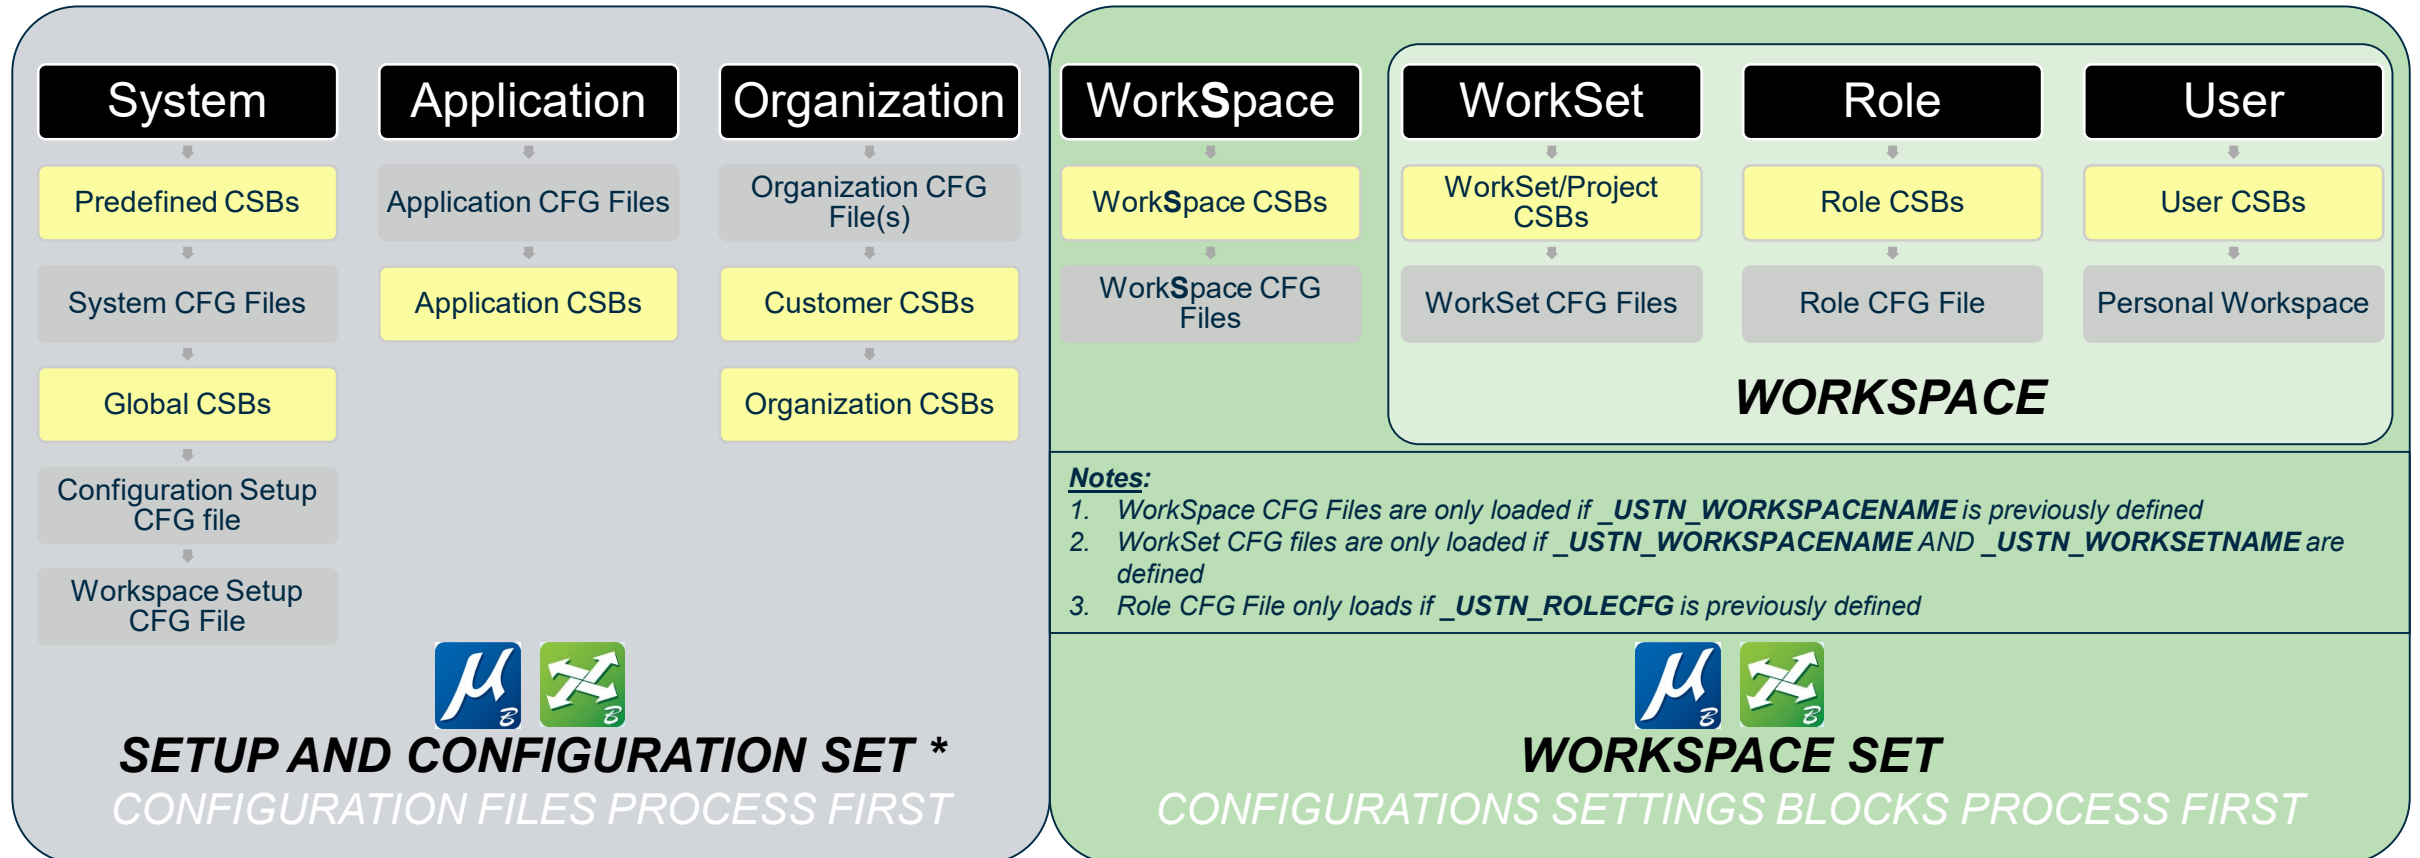 System
Application
Organization
WorkSpace
WorkSet
Role
User
Predefined CSBs
Application CFG Files
Organization CFG
File(s)
WorkSpace CSBs
WorkSet/Project
CSBs
Role CSBs
User CSBs
System CFG Files
Application CSBs
Customer CSBs
WorkSpace CFG
Files
WorkSet CFG Files
Role CFG File
Personal Workspace
Global CSBs
Organization CSBs
WORKSPACE
Configuration Setup
CFG file
Workspace Setup
CFG File
Notes:
1. WorkSpace CFG Files are only loaded if _USTN_WORKSPACENAME is previously defined
2. WorkSet CFG files are only loaded if _USTN_WORKSPACENAME AND _USTN_WORKSETNAME are
defined
3. Role CFG File only loads if _USTN_ROLECFG is previously defined
μ B
B
SETUP AND CONFIGURATION SET *
CONFIGURATION FILES PROCESS FIRST
μ B
B
WORKSPACE SET
CONFIGURATIONS SETTINGS BLOCKS PROCESS FIRST